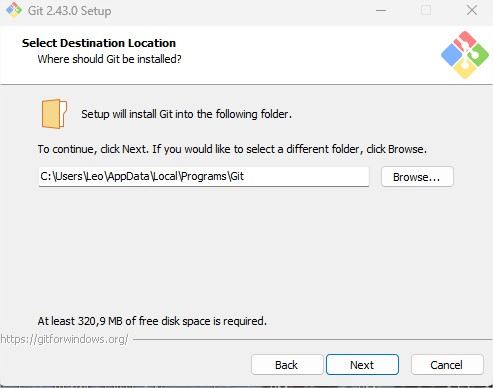 Git 2.43.0 Setup
Select Destination Location
Where should Git be installed?
Setup will install Git into the following folder.
To continue, click Next. If you would like to select a different folder, click Browse.
C:\Users\Leo\AppData\Local\Programs\Git
Browse...
At least 320,9 MB of free disk space is required.
https://gitforwindows.org/
Back
Next
Cancel